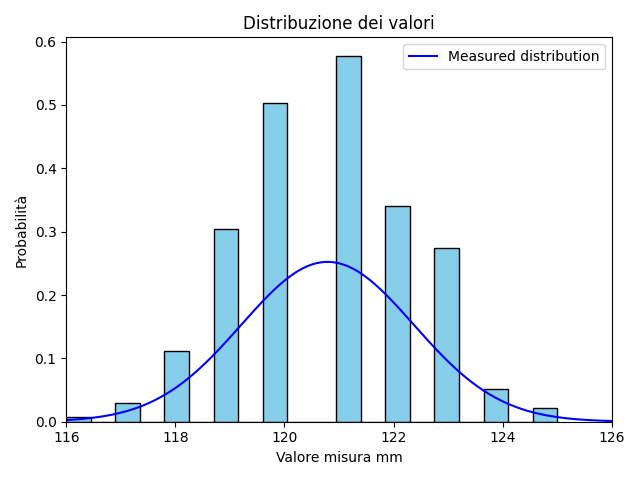 Distribuzione dei valori
Measured distribution
Probabilità
0.6
0.5
0.4
0.3
0.2
0.1
0.0
116 118 120 122 124 126
Valore misura mm